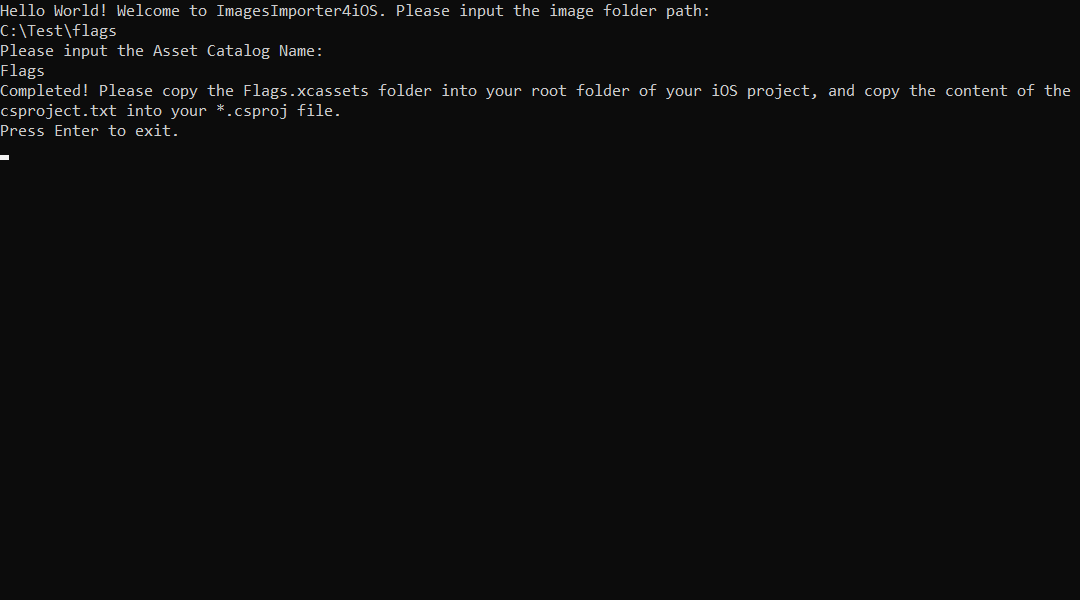 Hello World! Welcome to ImagesImporter4iOS. Please input the image folder path:
C:\Test\flags
Please input the Asset Catalog Name:
Flags
Completed! Please copy the Flags.xcassets folder into your root folder of your iOS project, and copy the content of the
csproject.txt into your *.csproj file.
Press Enter to exit.